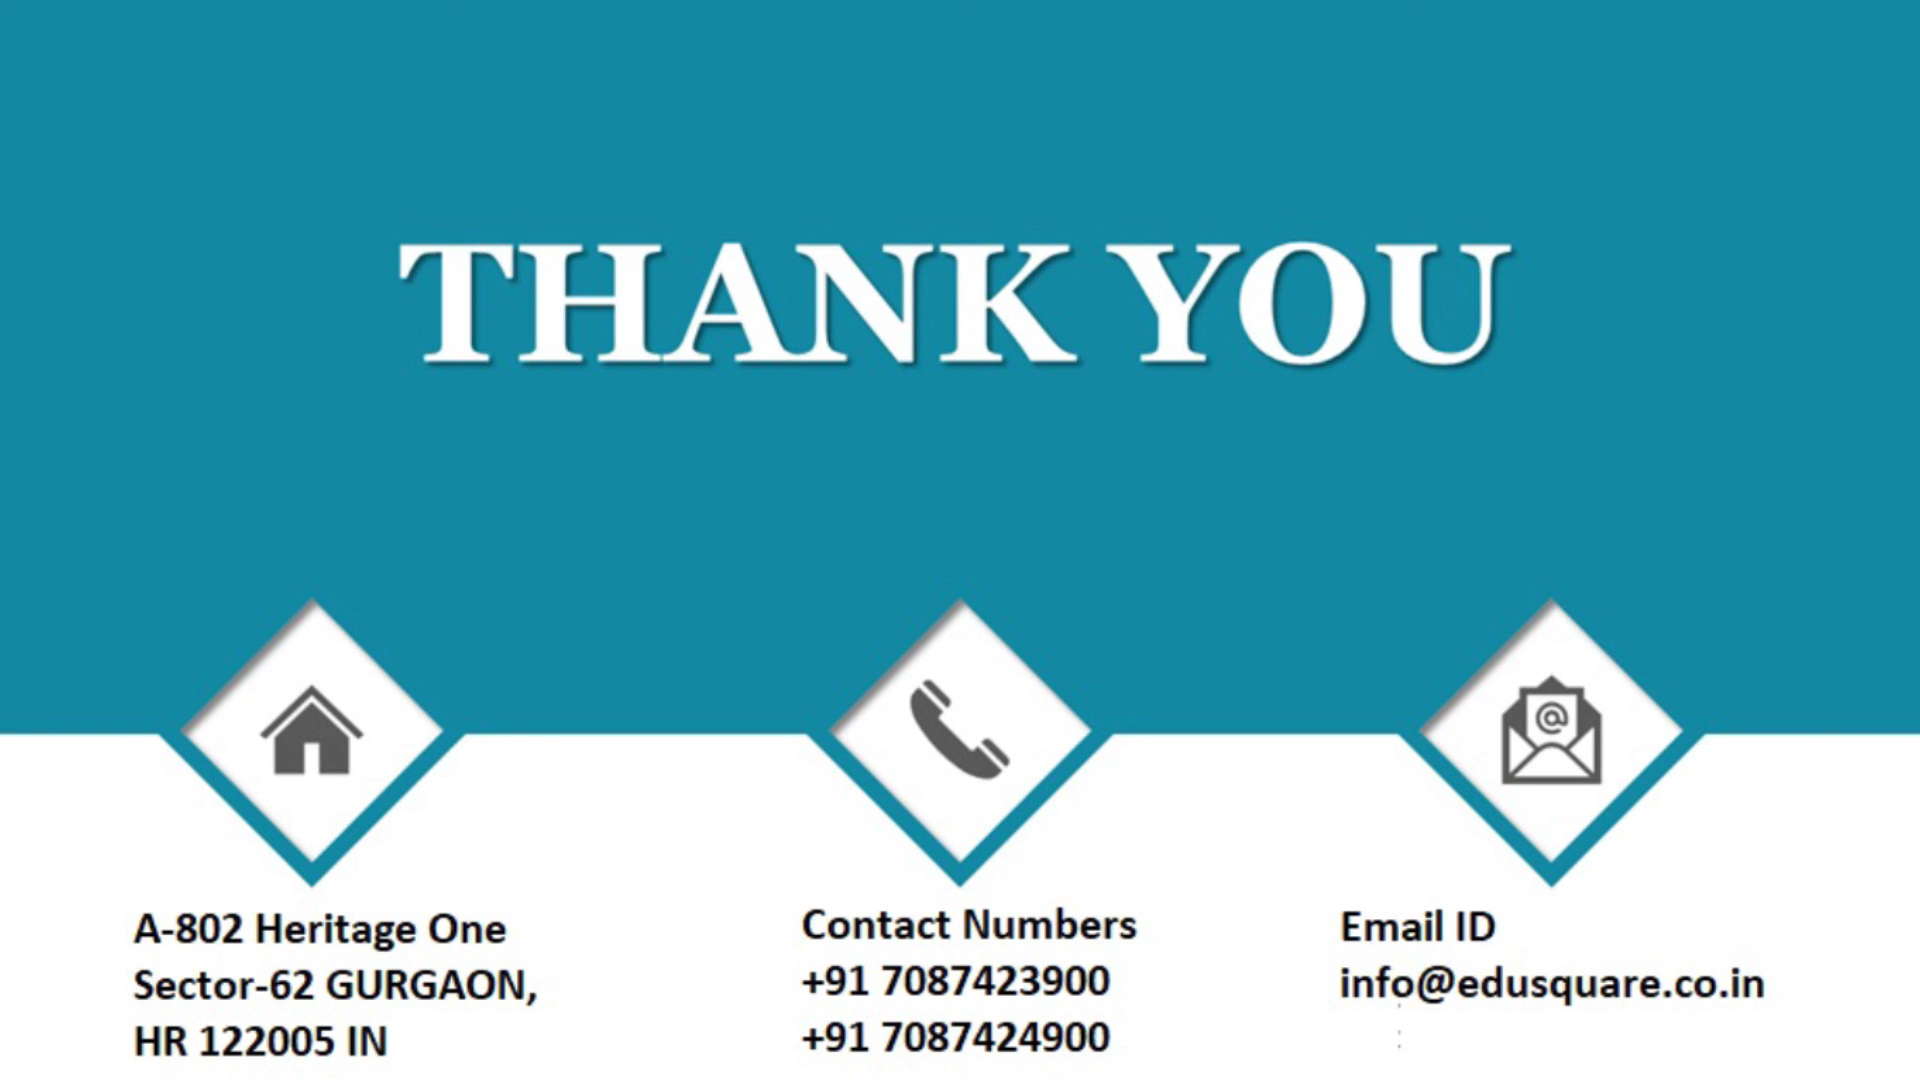 THANK YOU
A-802 Heritage One
Sector-62 GURGAON,
HR 122005 IN
Contact Numbers
+91 7087423900
+91 7087424900
Email ID
info@edusquare.co.in